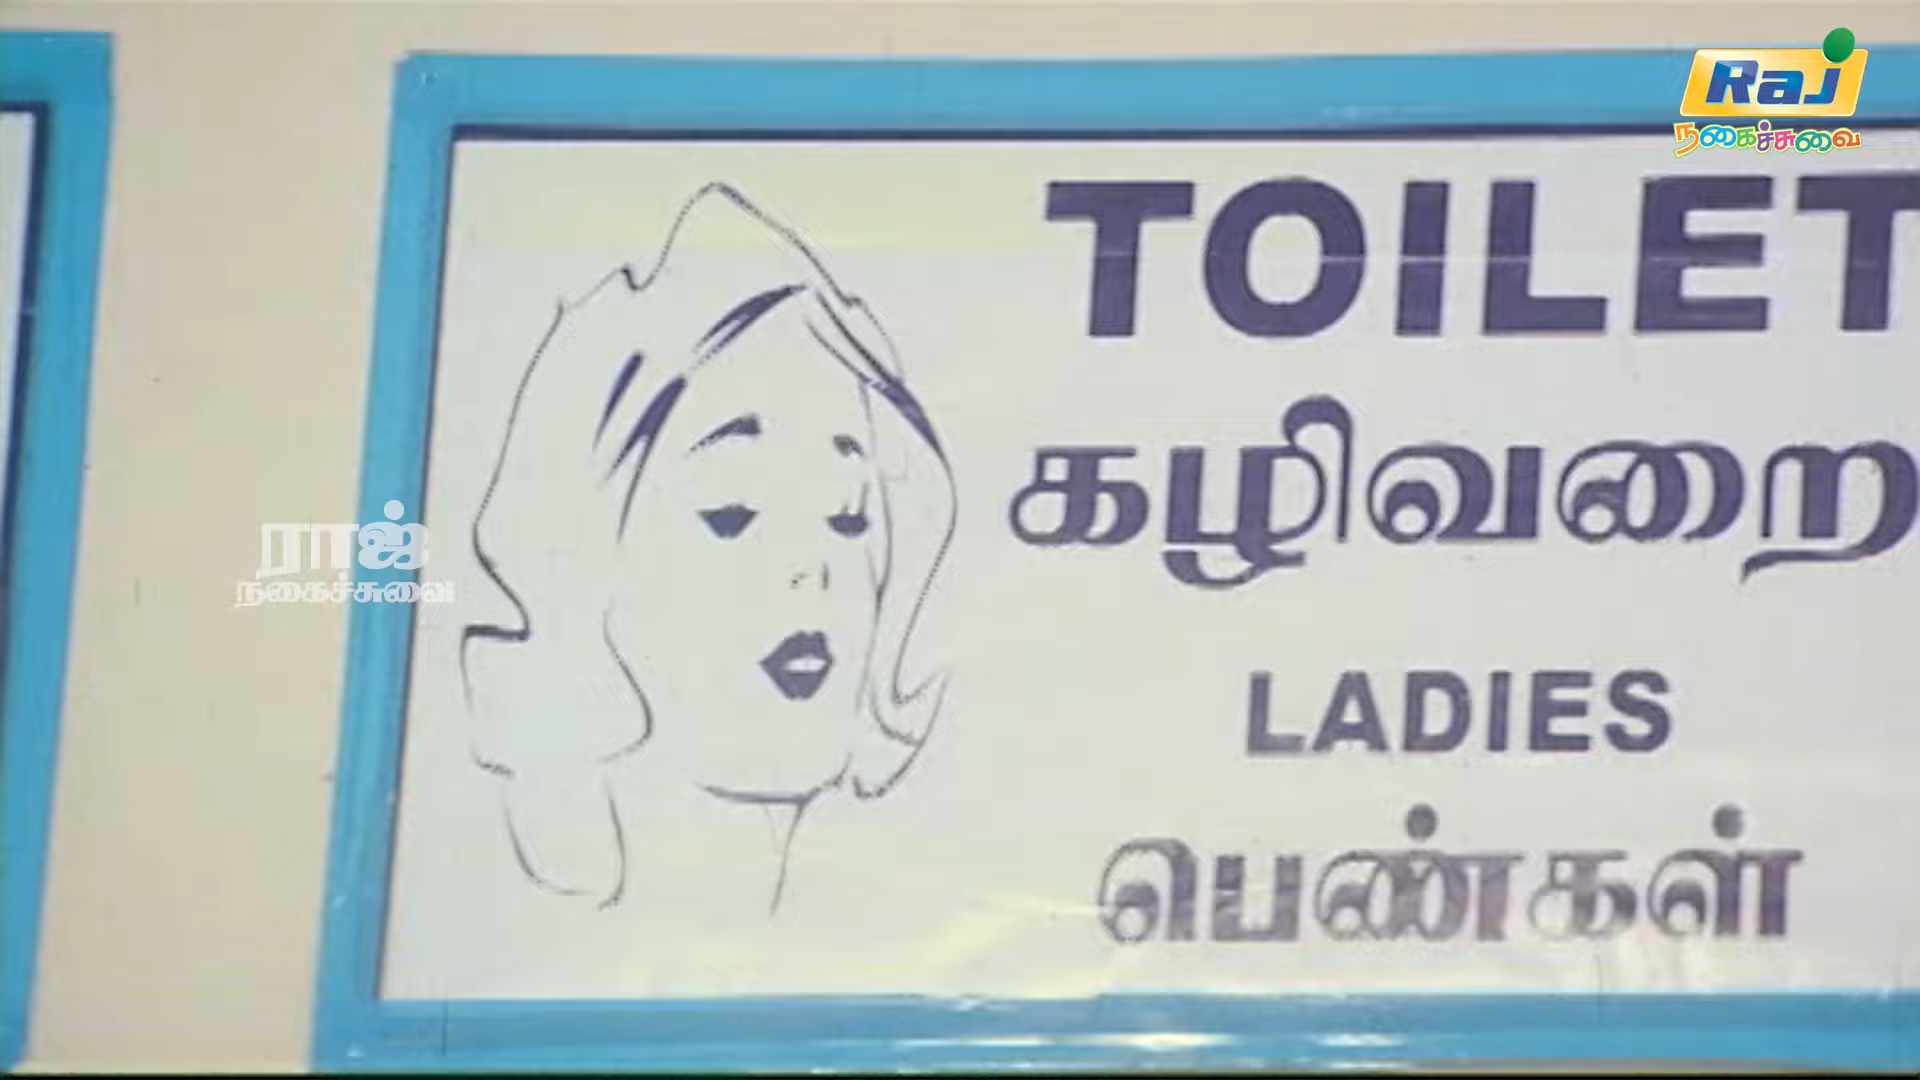 Raj
நகைச்சுவை
TOILET
கழிவறை
ராஜ்
நகைச்சுவை
LADIES
பெண்கள்